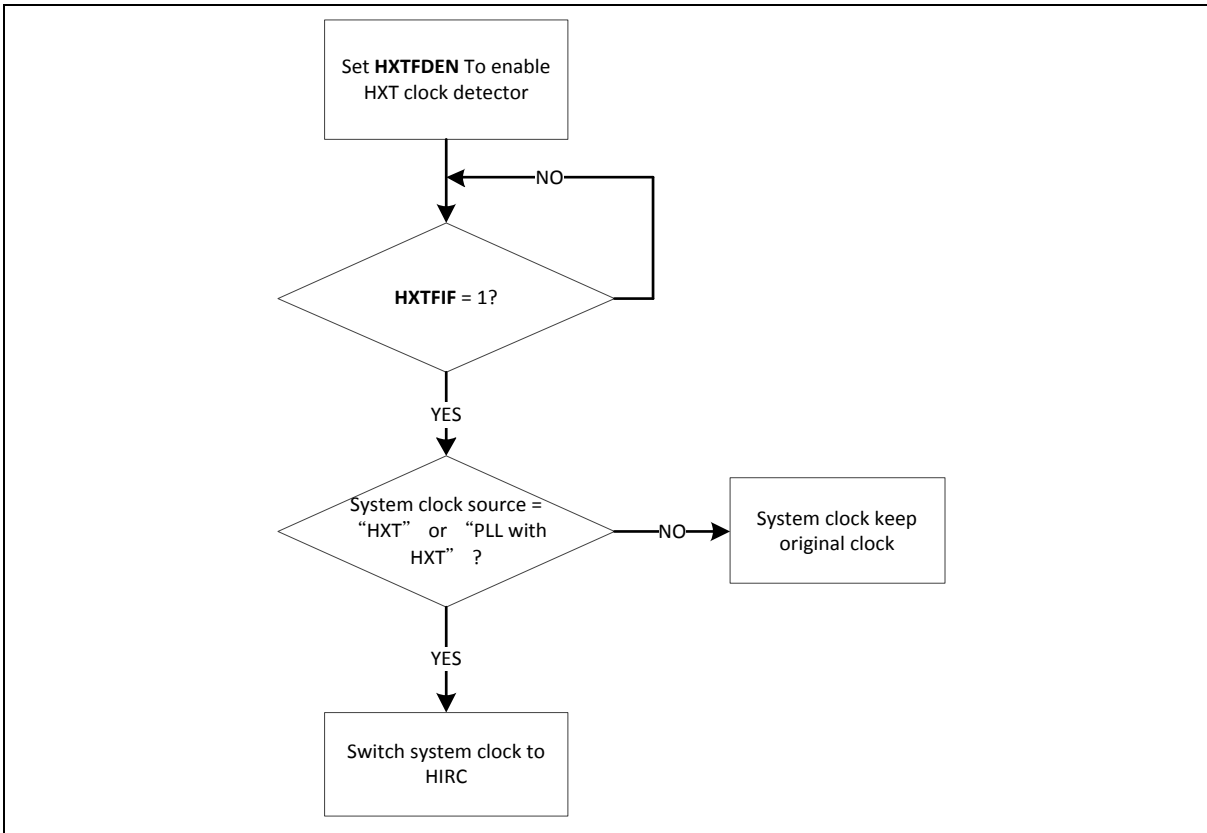 Set HXTFDEN To enable
HXT clock detector
NO
HXTFIF = 1?
YES
System clock source =
“HXT” or “PLL with
HXT” ?
NO
System clock keep
original clock
YES
Switch system clock to
HIRC